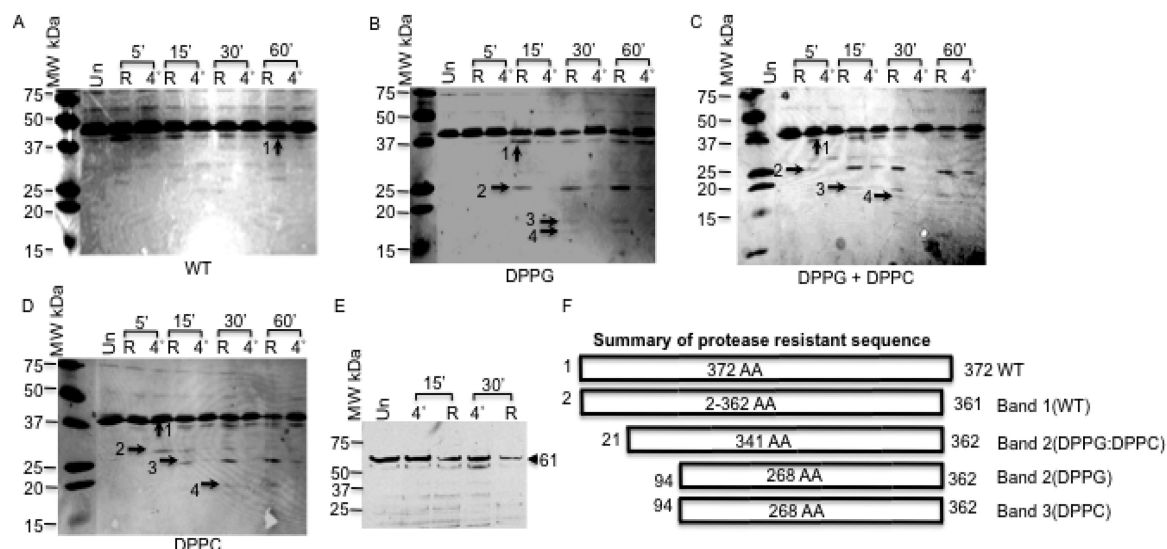 A
MW kDa
Un
5' 15' 30' 60'
R 4° R 4° R 4° R 4°
75
50
37
25
20
15
1
WT
B
MW kDa
Un
5' 15' 30' 60'
R 4° R 4° R 4° R 4°
75
50
37
25
20
15
1
2
3
4
DPPG
C
MW kDa
Un
5' 15' 30' 60'
R 4° R 4° R 4° R 4°
75
50
37
25
20
15
1
2
3
4
DPPG + DPPC
D
MW kDa
Un
5' 15' 30' 60'
R 4° R 4° R 4° R 4°
75
50
37
25
20
15
1
2
3
4
DPPC
E
MW kDa
Un
15' 30'
4° R 4° R
75
50
37
25
61
F
Summary of protease resistant sequence
1 372 AA 372 WT
2 2-362 AA 361 Band 1(WT)
21 341 AA 362 Band 2(DPPG:DPPC)
94 268 AA 362 Band 2(DPPG)
94 268 AA 362 Band 3(DPPC)